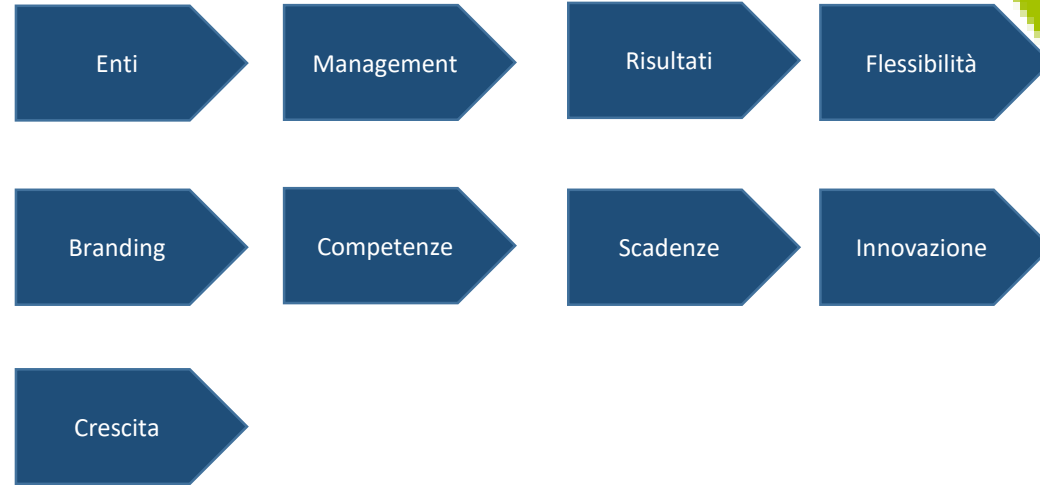 Enti
Management
Risultati
Flessibilità
Branding
Competenze
Scadenze
Innovazione
Crescita